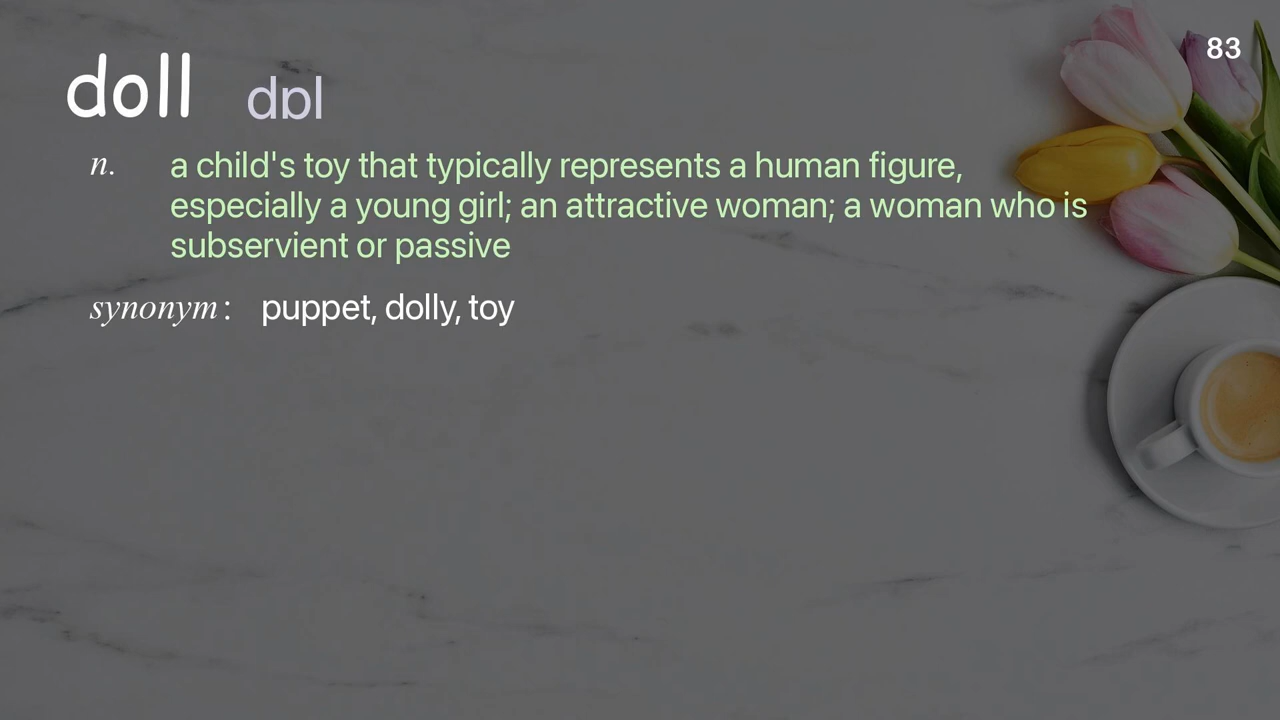 83
doll dɒl
n. a child's toy that typically represents a human figure,
especially a young girl; an attractive woman; a woman who is
subservient or passive
synonym: puppet, dolly, toy